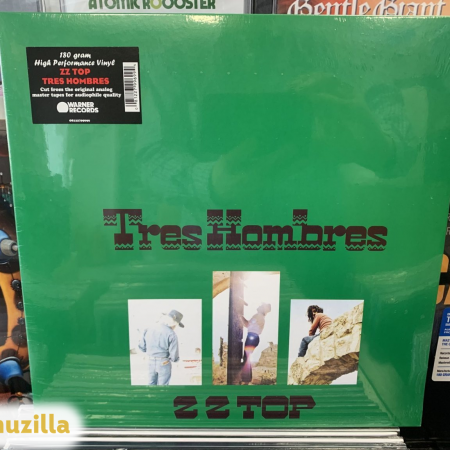 ATOMIC ROOOSTER
Gentle Giant
180 gram
High Performance Vinyl
ZZ TOP
TRES HOMBRES
Cut from the original analog
master tapes for audiophile quality
WARNER
RECORDS
Tres Hombres
ZZ TOP
uzilla